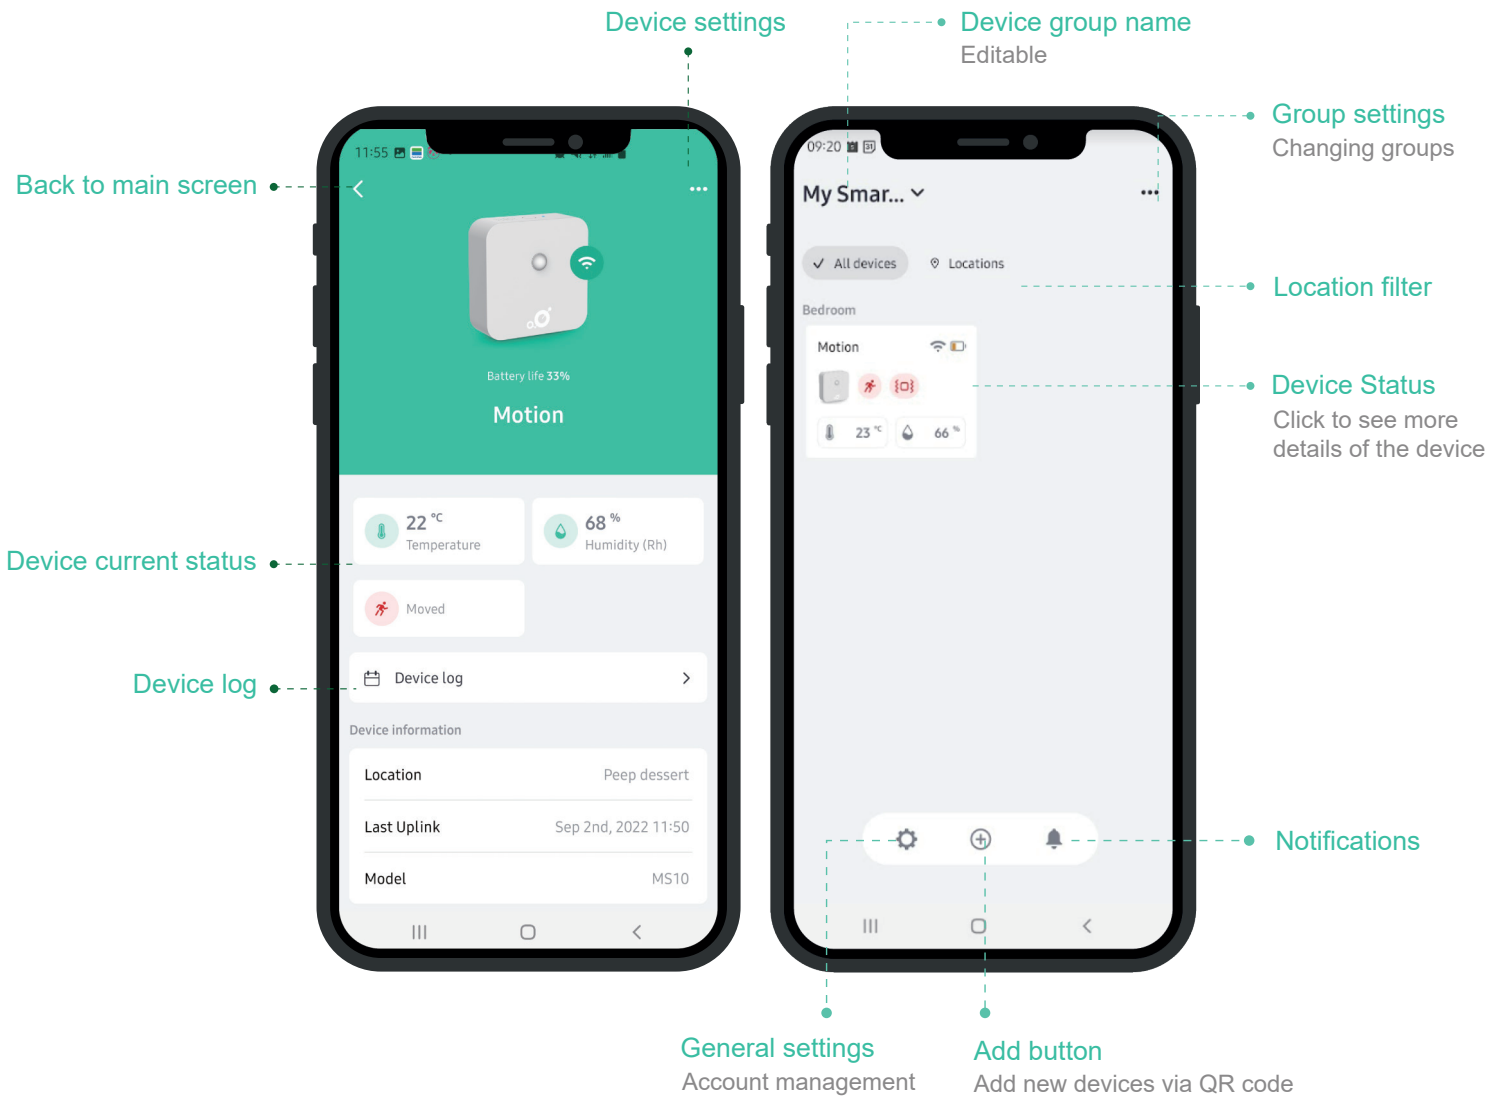 Device settings
Device group name
Editable
Group settings
Changing groups
Back to main screen
11:55
Battery life 33%
Motion
22 °C
Temperature
68 %
Humidity (Rh)
Device current status
Moved
Device log
Device log
Device information
Location Peep dessert
Last Uplink Sep 2nd, 2022 11:50
Model MS10
09:20 31
My Smar...
All devices Locations
Location filter
Bedroom
Motion
23 °C 66 %
Device Status
Click to see more
details of the device
Notifications
General settings
Account management
Add button
Add new devices via QR code